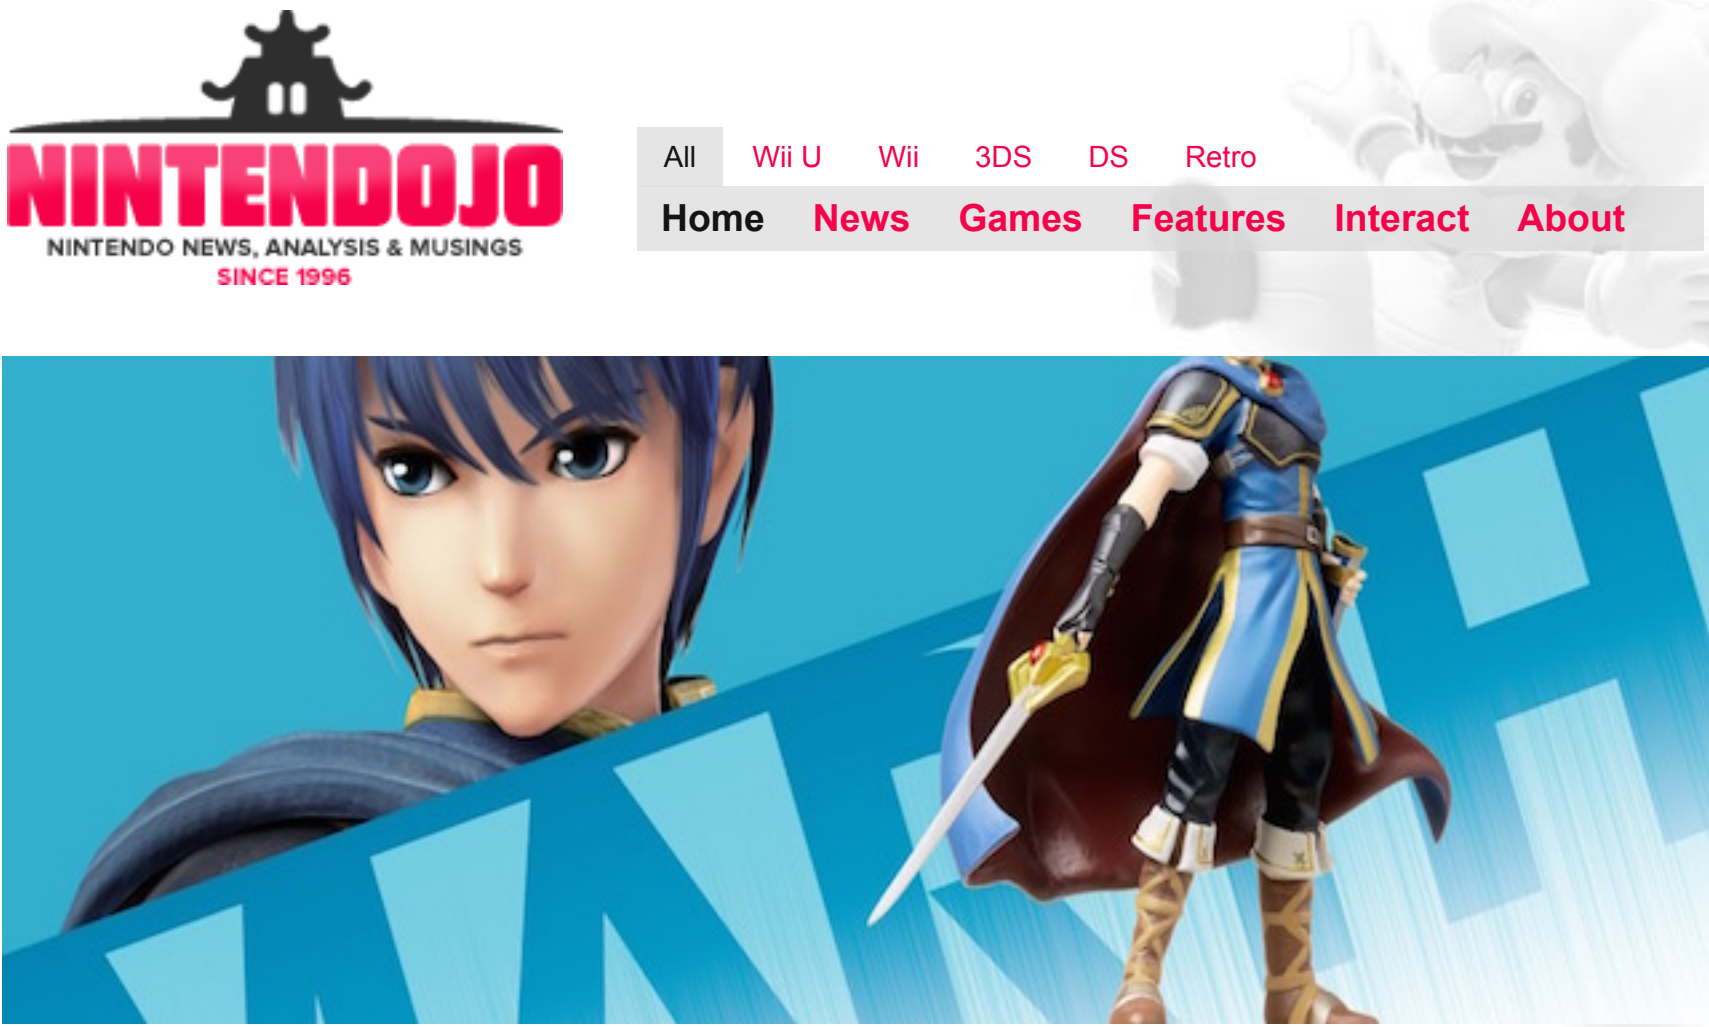 NINTENDOJO
NINTENDO NEWS, ANALYSIS & MUSINGS
SINCE 1996
All Wii U Wii 3DS DS Retro
Home News Games Features Interact About